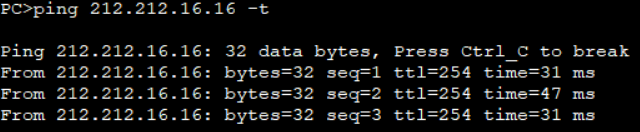 PC>ping 212.212.16.16 -t
Ping 212.212.16.16: 32 data bytes, Press Ctrl_C to break
From 212.212.16.16: bytes=32 seq=1 ttl=254 time=31 ms
From 212.212.16.16: bytes=32 seq=2 ttl=254 time=47 ms
From 212.212.16.16: bytes=32 seq=3 ttl=254 time=31 ms